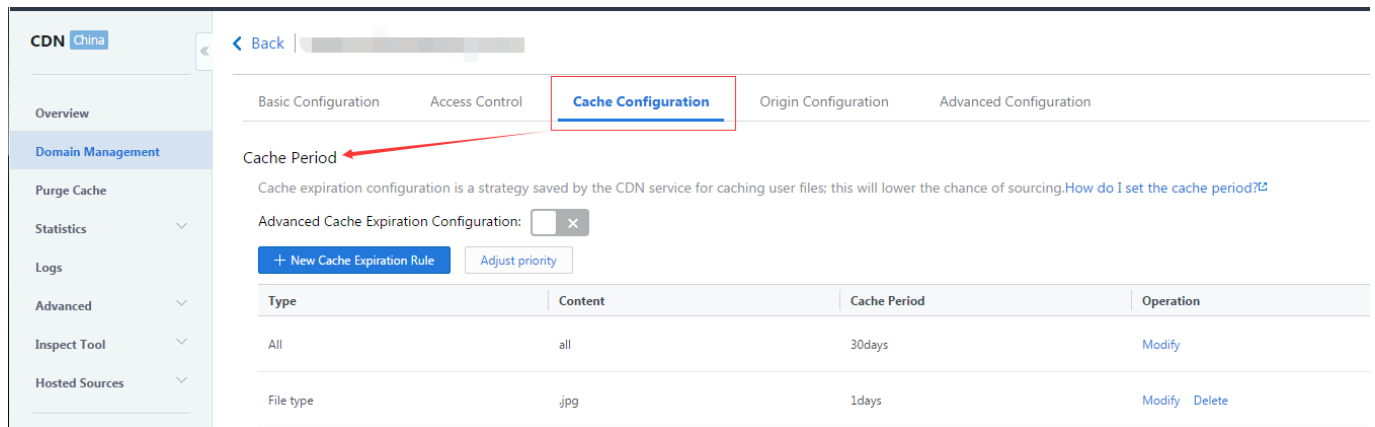 CDN China
« < Back
Basic Configuration Access Control Cache Configuration Origin Configuration Advanced Configuration
Overview
Domain Management
Purge Cache
Statistics
Logs
Advanced
Inspect Tool
Hosted Sources
Cache Period
Cache expiration configuration is a strategy saved by the CDN service for caching user files; this will lower the chance of sourcing.How do I set the cache period?
Advanced Cache Expiration Configuration:
+ New Cache Expiration Rule Adjust priority
Type Content Cache Period Operation
All all 30days Modify
File type .jpg 1days Modify Delete